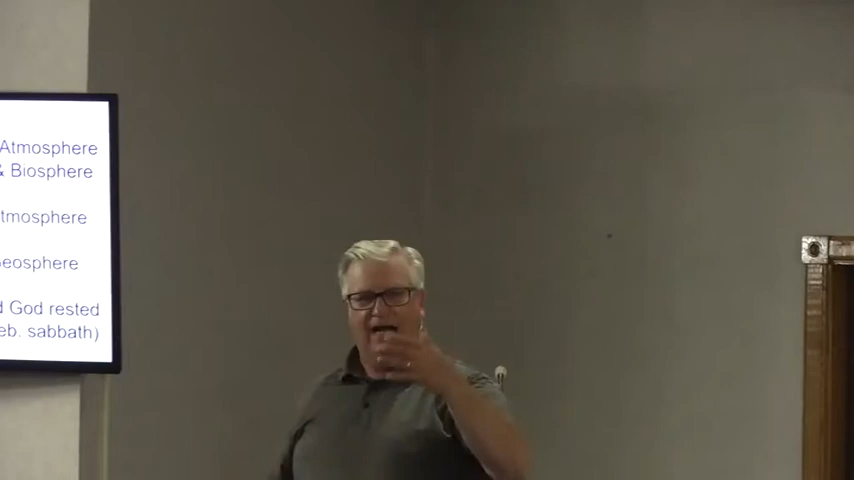 Atmosphere
& Biosphere
tmosphere
eosphere
d God rested
eb. sabbath)